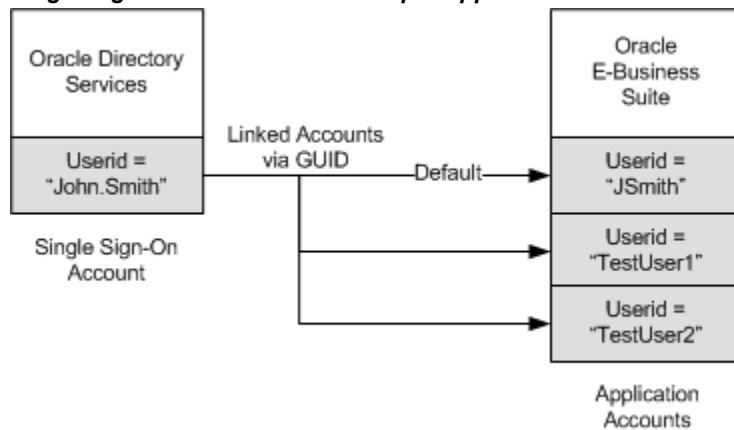 Oracle Directory
Services
Userid =
“John.Smith”
Single Sign-On
Account
Linked Accounts
via GUID
Default
Oracle
E-Business
Suite
Userid =
“JSmith”
Userid =
“TestUser1”
Userid =
“TestUser2”
Application
Accounts